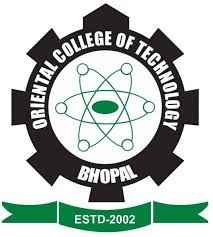 ORIENTAL COLLEGE OF TECHNOLOGY
BHOPAL
ESTD-2002